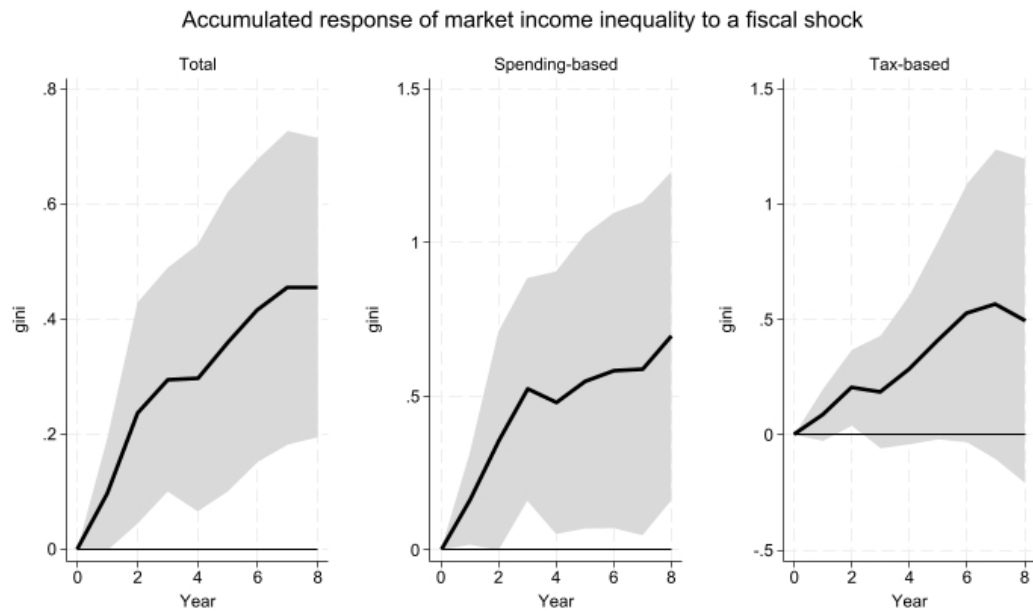 Accumulated response of market income inequality to a fiscal shock
Total
.8
.6
.4
.2
0
gini
0 2 4 6 8
Year
Spending-based
1.5
1
.5
0
gini
0 2 4 6 8
Year
Tax-based
1.5
1
.5
0
-.5
gini
0 2 4 6 8
Year